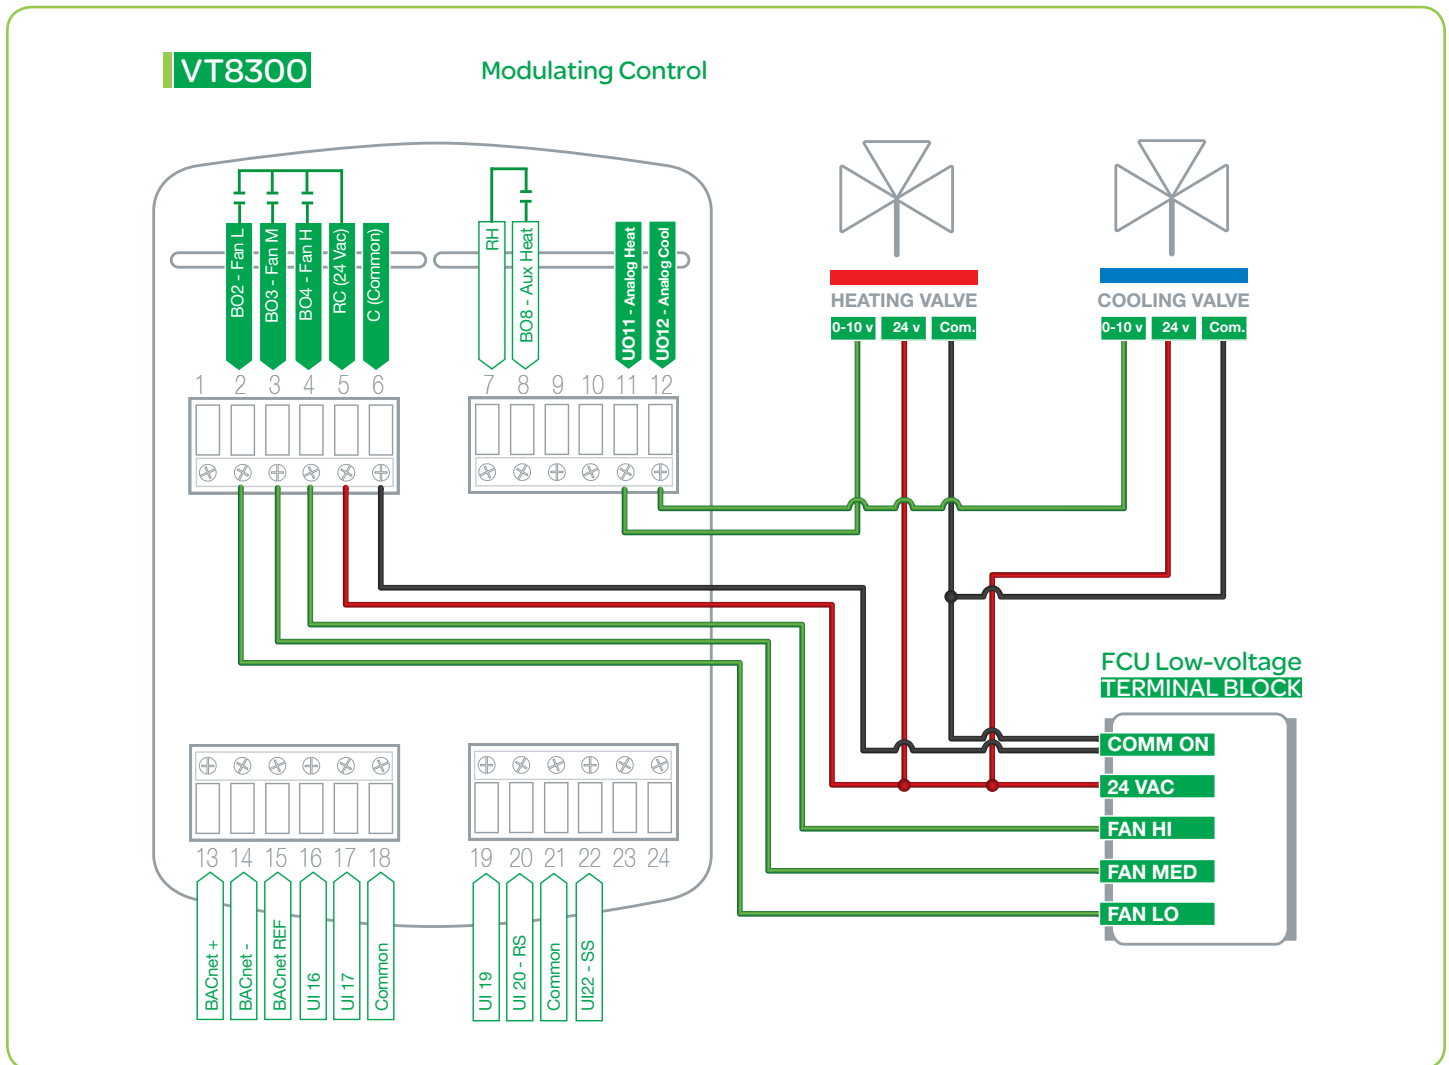 VT8300
Modulating Control
BO2 - Fan L
BO3 - Fan M
BO4 - Fan H
RC (24 Vac)
C (Common)
RH
BO8 - Aux Heat
UO11 - Analog Heat
UO12 - Analog Cool
1 2 3 4 5 6
7 8 9 10 11 12
HEATING VALVE
0-10 v 24 v Com.
COOLING VALVE
0-10 v 24 v Com.
FCU Low-voltage
TERMINAL BLOCK
COMM ON
24 VAC
FAN HI
FAN MED
FAN LO
13 14 15 16 17 18
19 20 21 22 23 24
BACnet +
BACnet -
BACnet REF
UI 16
UI 17
Common
UI 19
UI 20 - RS
Common
UI22 - SS